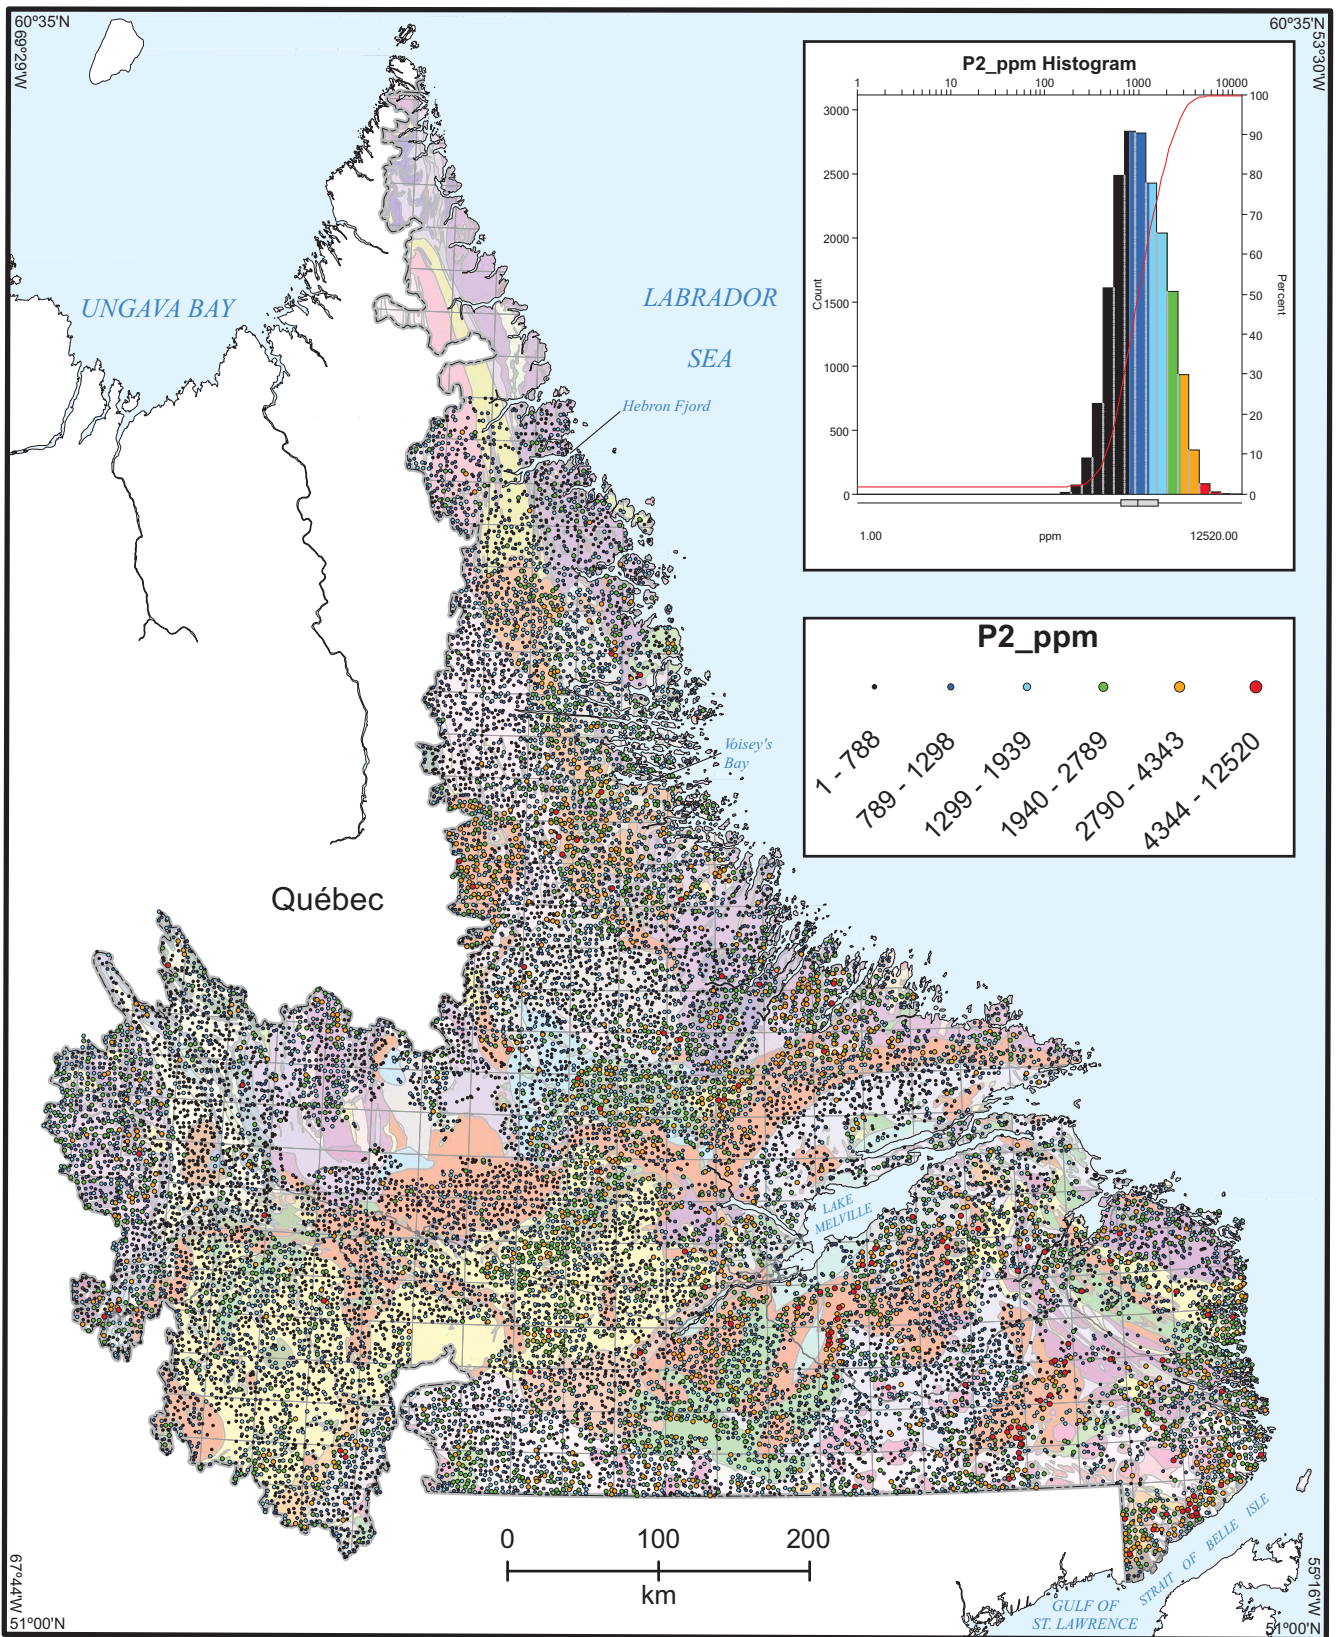 60°35'N
69°29'W
60°35'N
53°30'W
P2_ppm Histogram
1 10 100 1000 10000
3000
2500
2000
1500
1000
500
0
Count
100
90
80
70
60
50
40
30
20
10
0
Percent
1.00 ppm 12520.00
UNGAVA BAY
LABRADOR
SEA
Hebron Fjord
P2_ppm
1 - 788
789 - 1298
1299 - 1939
1940 - 2789
2790 - 4343
4344 - 12520
Voisey's
Bay
Québec
LAKE
MELVILLE
0 100 200
km
STRAIT OF BELLE ISLE
GULF OF
ST. LAWRENCE
67°44'W
51°00'N
55°16'W
51°00'N